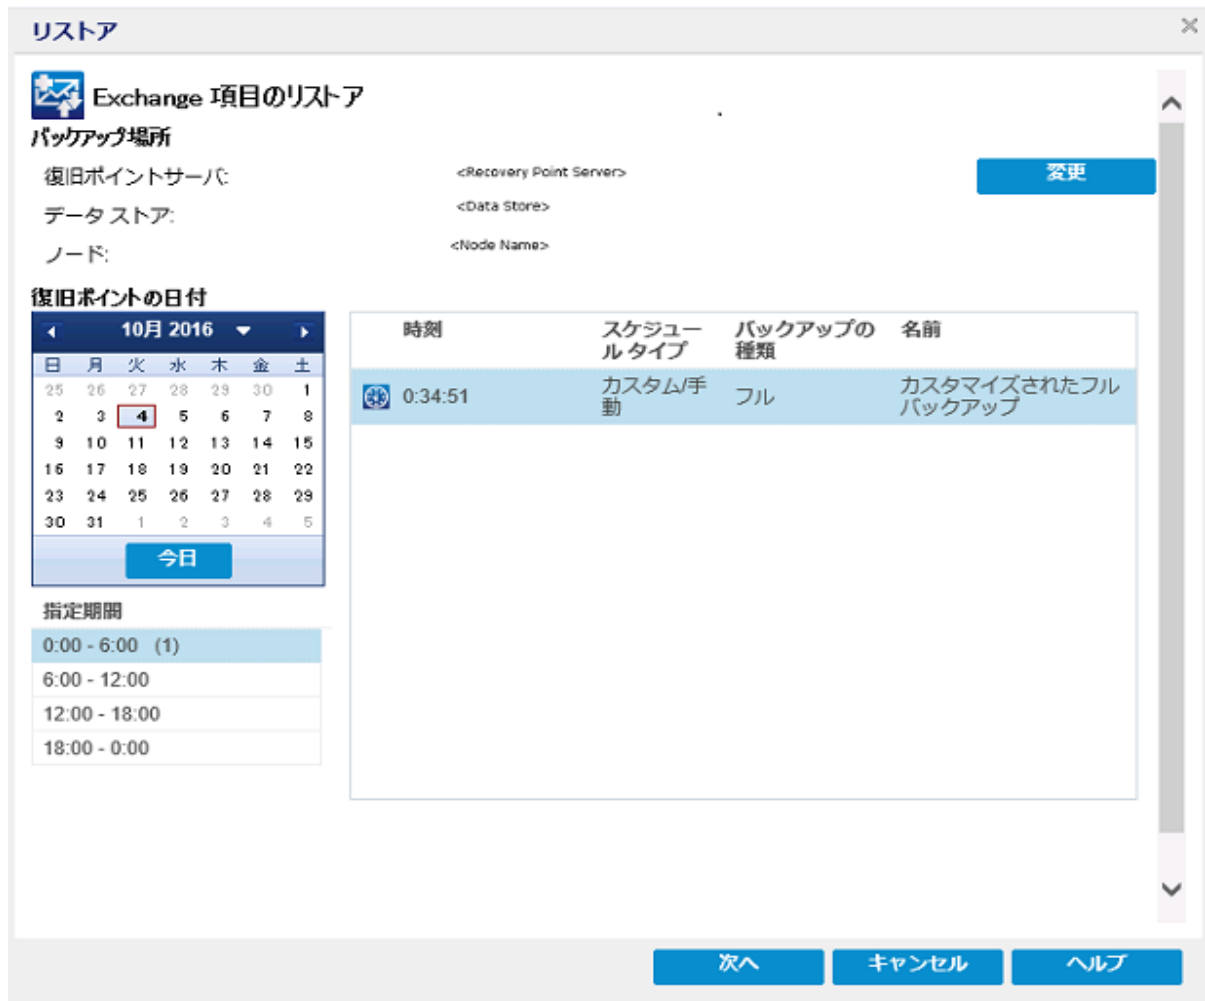 リストア
Exchange 項目のリストア
バックアップ場所
復旧ポイントサーバ: <Recovery Point Server> 変更
データ ストア: <Data Store>
ノード: <Node Name>
復旧ポイントの日付
10月 2016
日 月 火 水 木 金 土
25 26 27 28 29 30 1
2 3 4 5 6 7 8
9 10 11 12 13 14 15
16 17 18 19 20 21 22
23 24 25 26 27 28 29
30 31 1 2 3 4 5
今日
指定期間
0:00 - 6:00 (1)
6:00 - 12:00
12:00 - 18:00
18:00 - 0:00
時刻 スケジュー バックアップの 名前
ル タイプ 種類
0:34:51 カスタム/手 フル カスタマイズされたフル
動 バックアップ
次へ キャンセル ヘルプ